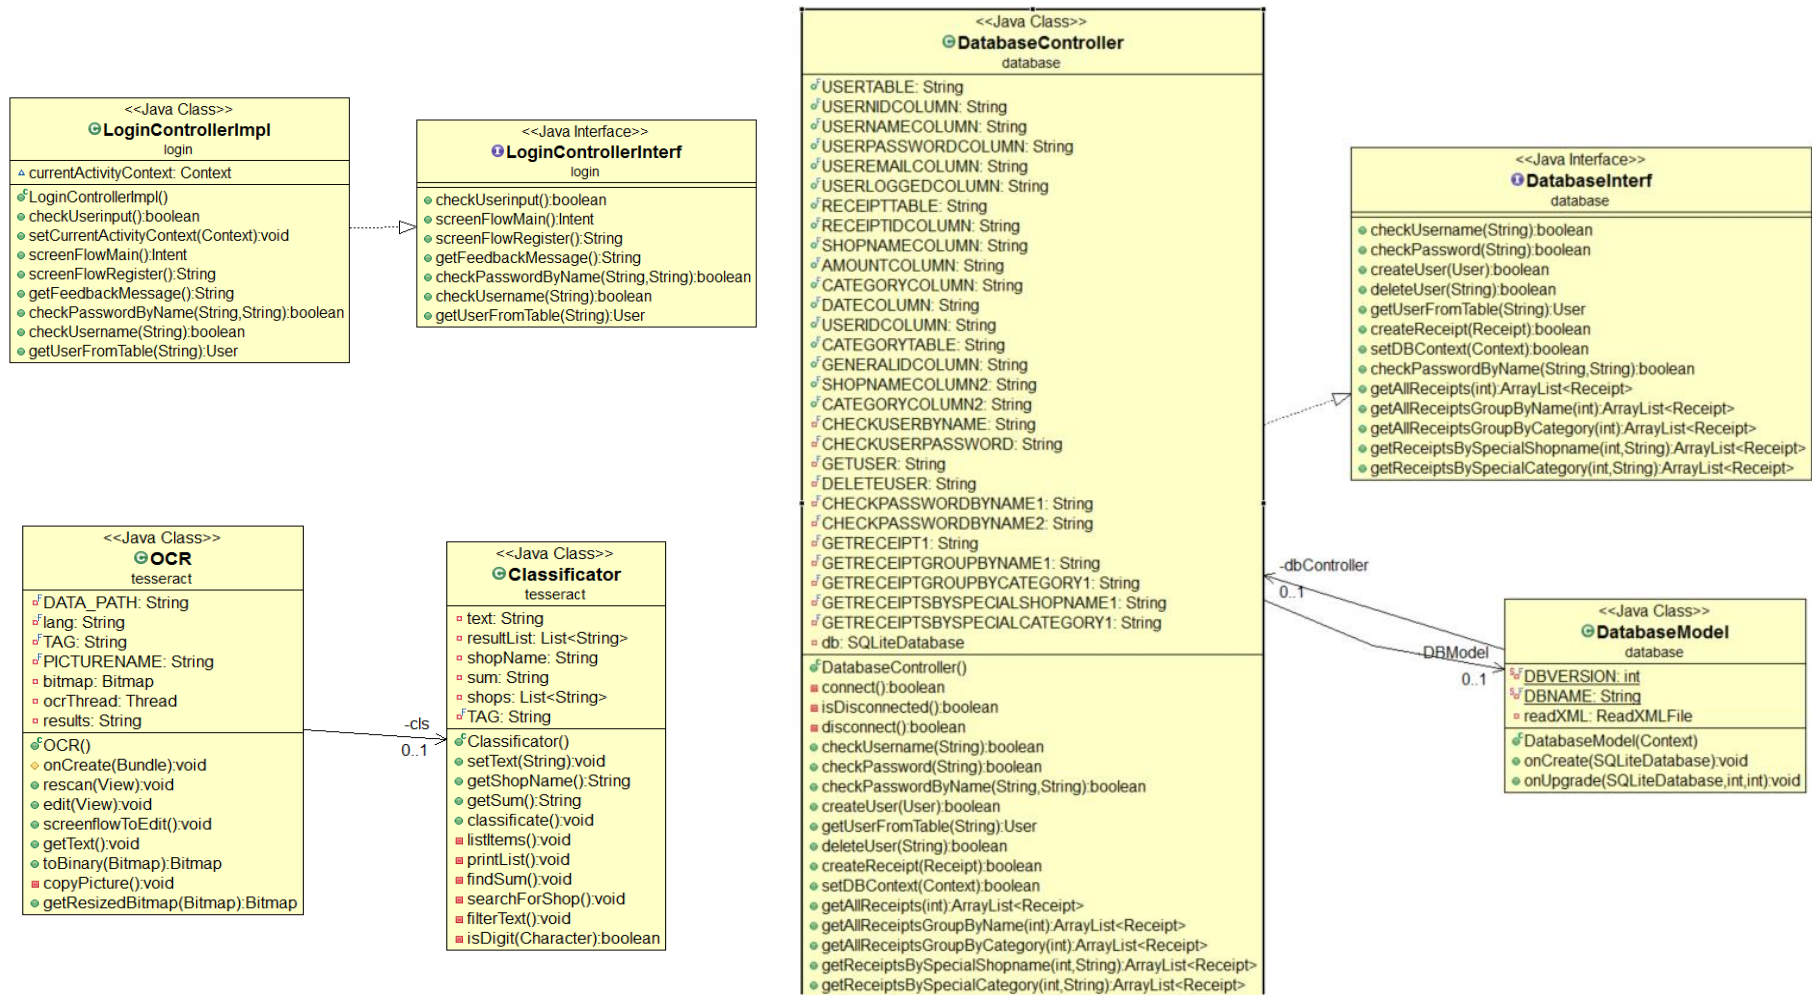 <<Java Class>>
LoginControllerImpl
login
currentActivityContext: Context
LoginControllerImpl()
checkUserinput():boolean
setCurrentActivityContext(Context):void
screenFlowMain():Intent
screenFlowRegister():String
getFeedbackMessage():String
checkPasswordByName(String,String):boolean
checkUsername(String):boolean
getUserFromTable(String):User
<<Java Interface>>
LoginControllerInterf
login
checkUserinput():boolean
screenFlowMain():Intent
screenFlowRegister():String
getFeedbackMessage():String
checkPasswordByName(String,String):boolean
checkUsername(String):boolean
getUserFromTable(String):User
<<Java Class>>
OCR
tesseract
DATA_PATH: String
lang: String
TAG: String
PICTURENAME: String
bitmap: Bitmap
ocrThread: Thread
results: String
OCR()
onCreate(Bundle):void
rescan(View):void
edit(View):void
screenflowToEdit():void
getText():void
toBinary(Bitmap):Bitmap
copyPicture():void
getResizedBitmap(Bitmap):Bitmap
-cls
0..1
<<Java Class>>
Classificator
tesseract
text: String
resultList: List<String>
shopName: String
sum: String
shops: List<String>
TAG: String
Classificator()
setText(String):void
getShopName():String
getSum():String
classificate():void
listItems():void
printList():void
findSum():void
searchForShop():void
filterText():void
isDigit(Character):boolean
<<Java Class>>
DatabaseController
database
USERTABLE: String
USERNIDCOLUMN: String
USERNAMECOLUMN: String
USERPASSWORDCOLUMN: String
USEREMAILCOLUMN: String
USERLOGGEDCOLUMN: String
RECEIPTTABLE: String
RECEIPTIDCOLUMN: String
SHOPNAMECOLUMN: String
AMOUNTCOLUMN: String
CATEGORYCOLUMN: String
DATECOLUMN: String
USERIDCOLUMN: String
CATEGORYTABLE: String
GENERALIDCOLUMN: String
SHOPNAMECOLUMN2: String
CATEGORYCOLUMN2: String
CHECKUSERBYNAME: String
CHECKUSERPASSWORD: String
GETUSER: String
DELETEUSER: String
CHECKPASSWORDBYNAME1: String
CHECKPASSWORDBYNAME2: String
GETRECEIPT1: String
GETRECEIPTGROUPBYNAME1: String
GETRECEIPTGROUPBYCATEGORY1: String
GETRECEIPTSBYSPECIALSHOPNAME1: String
GETRECEIPTSBYSPECIALCATEGORY1: String
db: SQLiteDatabase
DatabaseController()
connect():boolean
isDisconnected():boolean
disconnect():boolean
checkUsername(String):boolean
checkPassword(String):boolean
checkPasswordByName(String,String):boolean
createUser(User):boolean
getUserFromTable(String):User
deleteUser(String):boolean
createReceipt(Receipt):boolean
setDBContext(Context):boolean
getAllReceipts(int):ArrayList<Receipt>
getAllReceiptsGroupByName(int):ArrayList<Receipt>
getAllReceiptsGroupByCategory(int):ArrayList<Receipt>
getReceiptsBySpecialShopname(int,String):ArrayList<Receipt>
getReceiptsBySpecialCategory(int,String):ArrayList<Receipt>
<<Java Interface>>
DatabaseInterf
database
checkUsername(String):boolean
checkPassword(String):boolean
createUser(User):boolean
deleteUser(String):boolean
getUserFromTable(String):User
createReceipt(Receipt):boolean
setDBContext(Context):boolean
checkPasswordByName(String,String):boolean
getAllReceipts(int):ArrayList<Receipt>
getAllReceiptsGroupByName(int):ArrayList<Receipt>
getAllReceiptsGroupByCategory(int):ArrayList<Receipt>
getReceiptsBySpecialShopname(int,String):ArrayList<Receipt>
getReceiptsBySpecialCategory(int,String):ArrayList<Receipt>
-dbController
0..1
DBModel
0..1
<<Java Class>>
DatabaseModel
database
DBVERSION: int
DBNAME: String
readXML: ReadXMLFile
DatabaseModel(Context)
onCreate(SQLiteDatabase):void
onUpgrade(SQLiteDatabase,int,int):void